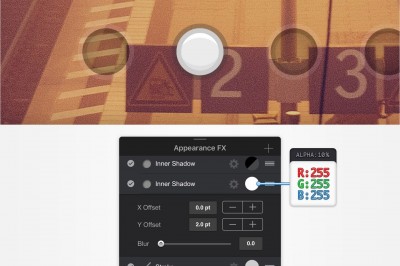 2
3
Appearance FX
Inner Shadow
Inner Shadow
ALPHA:10%
R:255
G:255
B:255
X Offset
0.0 pt
Y Offset
2.0 pt
Blur
0.0